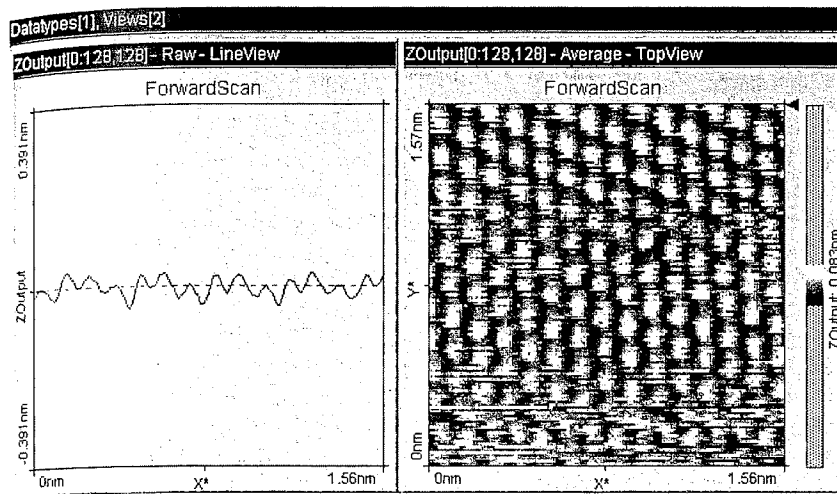 Datatypes[1], Views[2]
ZOutput[0:128,128] - Raw - LineView
ForwardScan
0.391nm
ZOutput
-0.391nm
0nm
X*
1.56nm
ZOutput[0:128,128] - Average - TopView
ForwardScan
1.57nm
Y*
0nm
0nm
X*
1.56nm
ZOutput 0.083nm